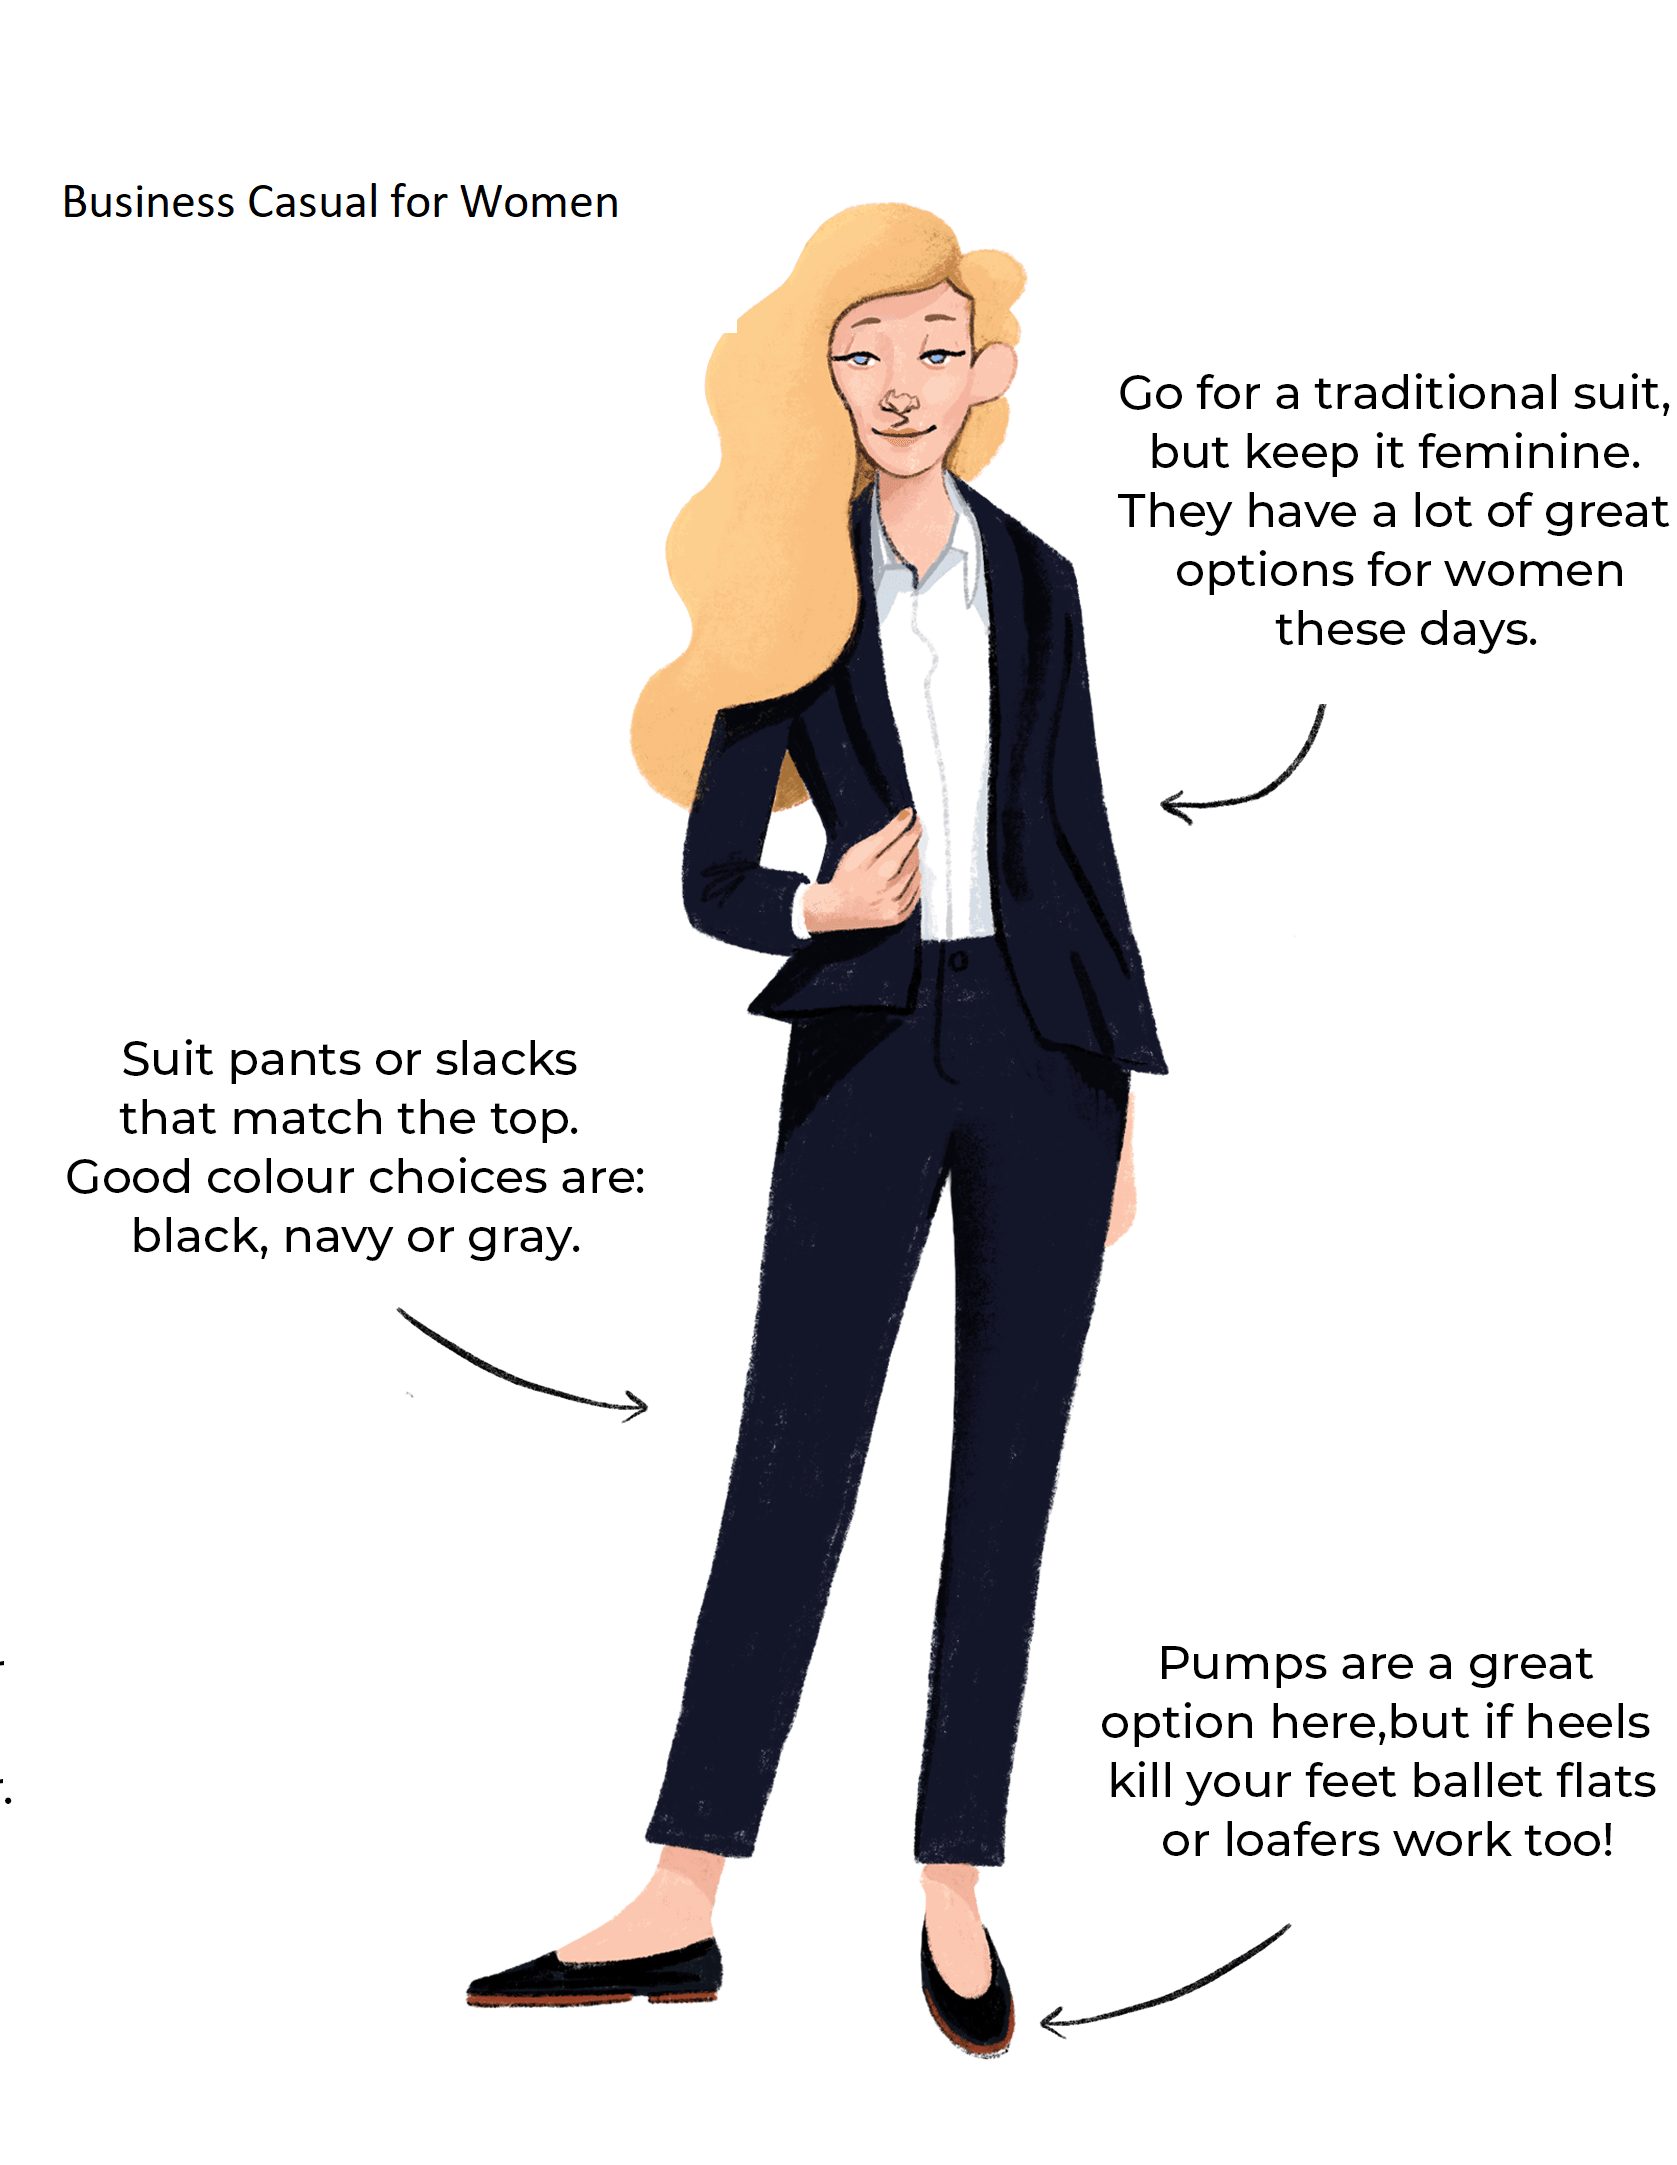 Business Casual for Women
Go for a traditional suit,
but keep it feminine.
They have a lot of great
options for women
these days.
Suit pants or slacks
that match the top.
Good colour choices are:
black, navy or gray.
Pumps are a great
option here,but if heels
kill your feet ballet flats
or loafers work too!